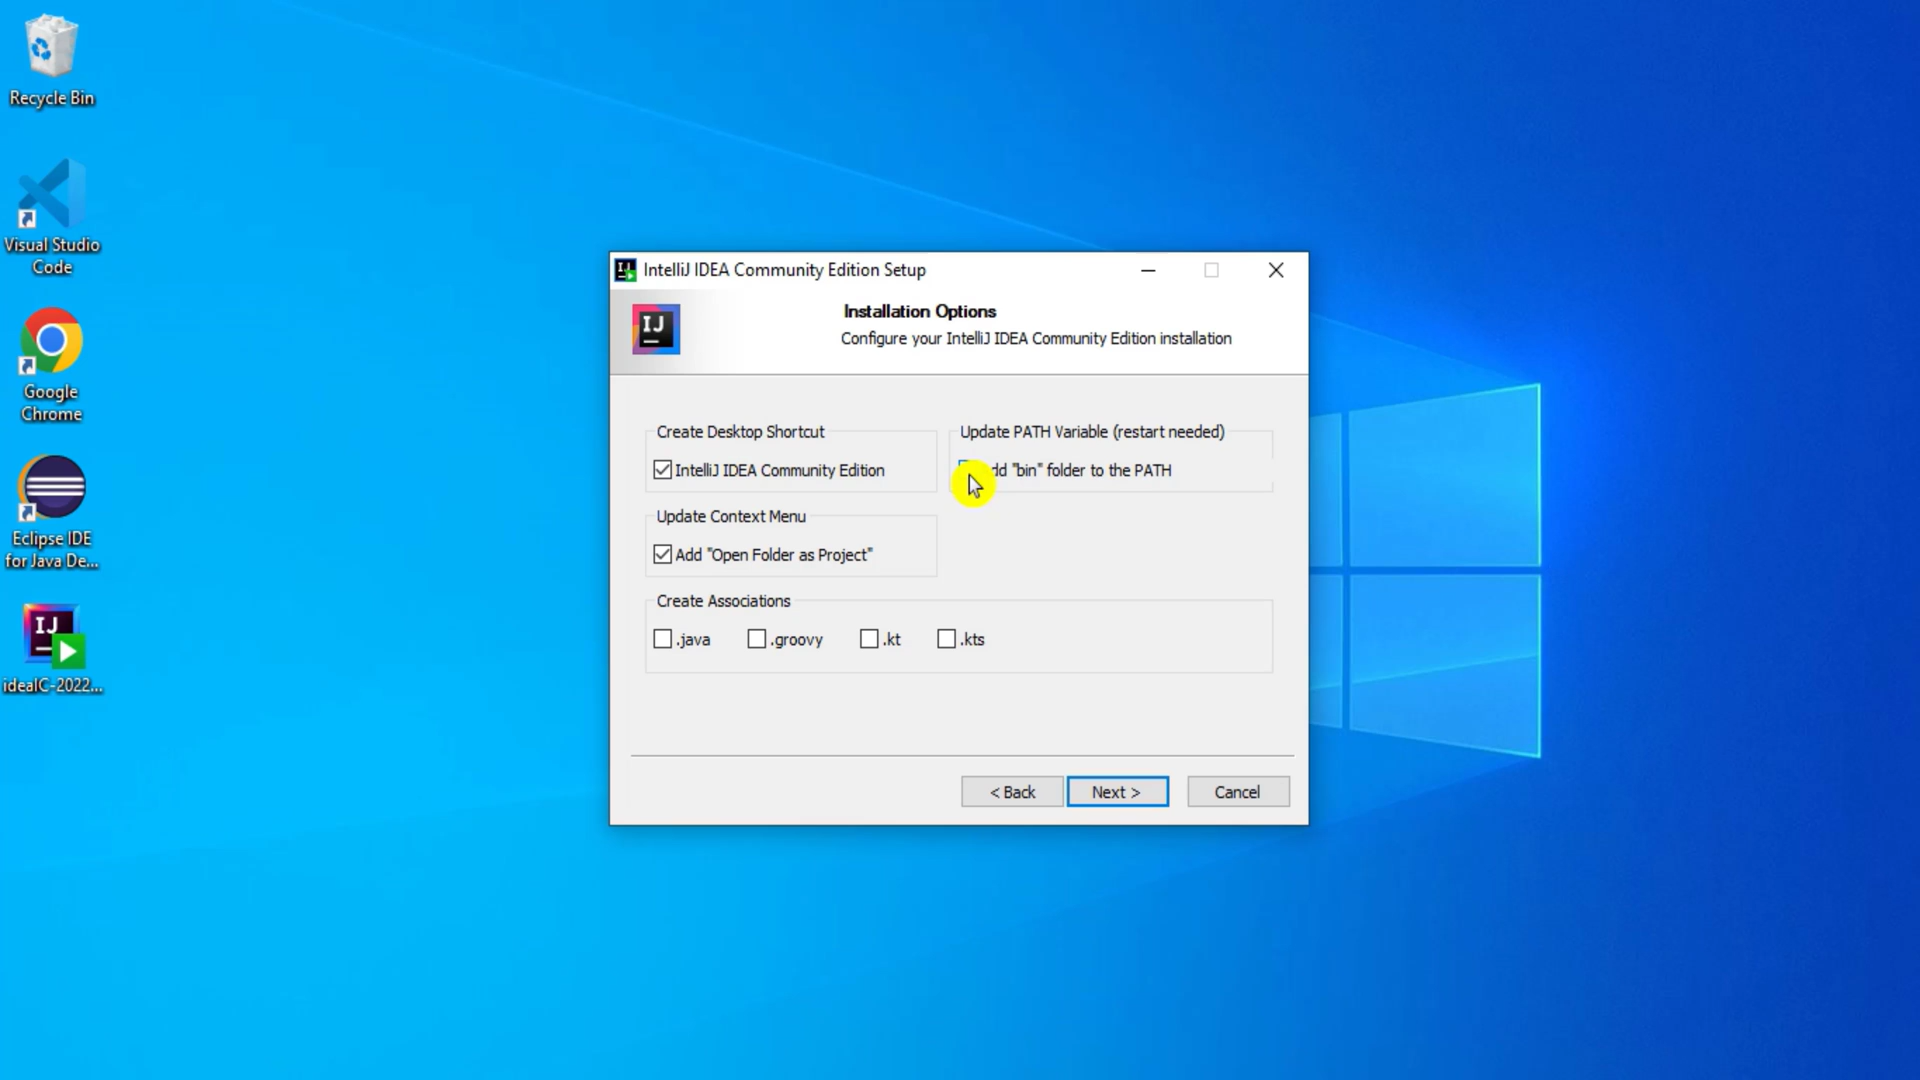 Recycle Bin
Visual Studio
Code
Google
Chrome
Eclipse IDE
for Java De...
IJ
idealC-2022...
IntelliJ IDEA Community Edition Setup
IJ
Installation Options
Configure your IntelliJ IDEA Community Edition installation
Create Desktop Shortcut
IntelliJ IDEA Community Edition
Update PATH Variable (restart needed)
"bin" folder to the PATH
Update Context Menu
Add "Open Folder as Project"
Create Associations
.java
.groovy
.kt
.kts
< Back
Next >
Cancel